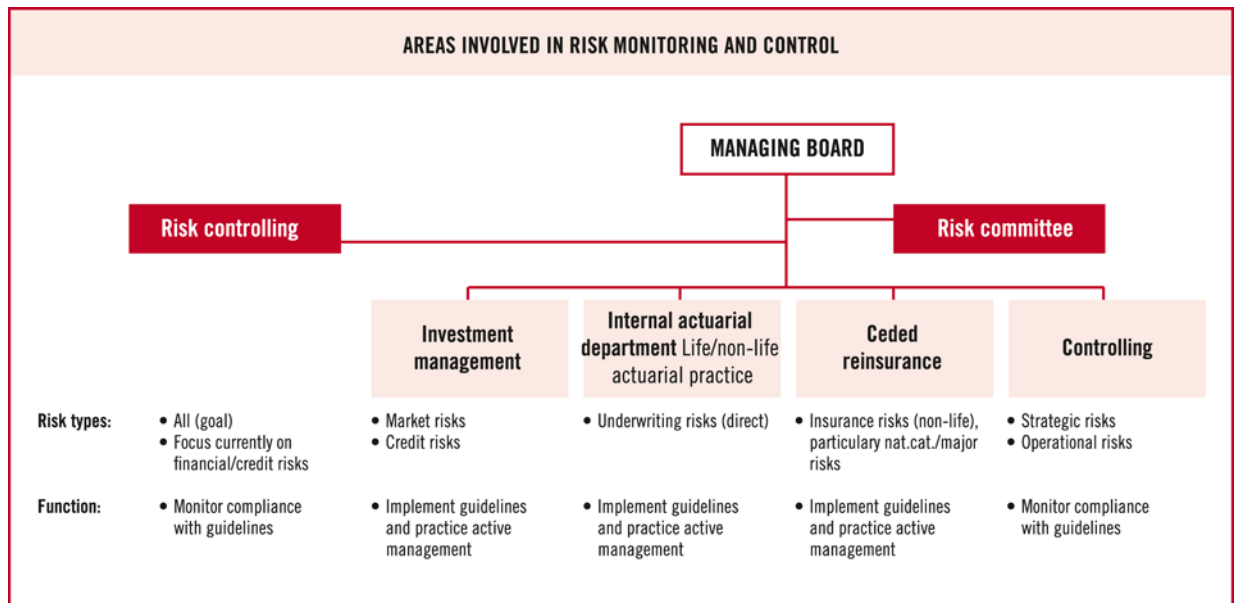 AREAS INVOLVED IN RISK MONITORING AND CONTROL
MANAGING BOARD
Risk controlling
Risk committee
Investment
management
Internal actuarial
department Life/non-life
actuarial practice
Ceded
reinsurance
Controlling
Risk types:
• All (goal)
• Focus currently on
financial/credit risks
• Market risks
• Credit risks
• Underwriting risks (direct)
• Insurance risks (non-life),
particulary nat.cat./major
risks
• Strategic risks
• Operational risks
Function:
• Monitor compliance
with guidelines
• Implement guidelines
and practice active
management
• Implement guidelines
and practice active
management
• Implement guidelines
and practice active
management
• Monitor compliance
with guidelines